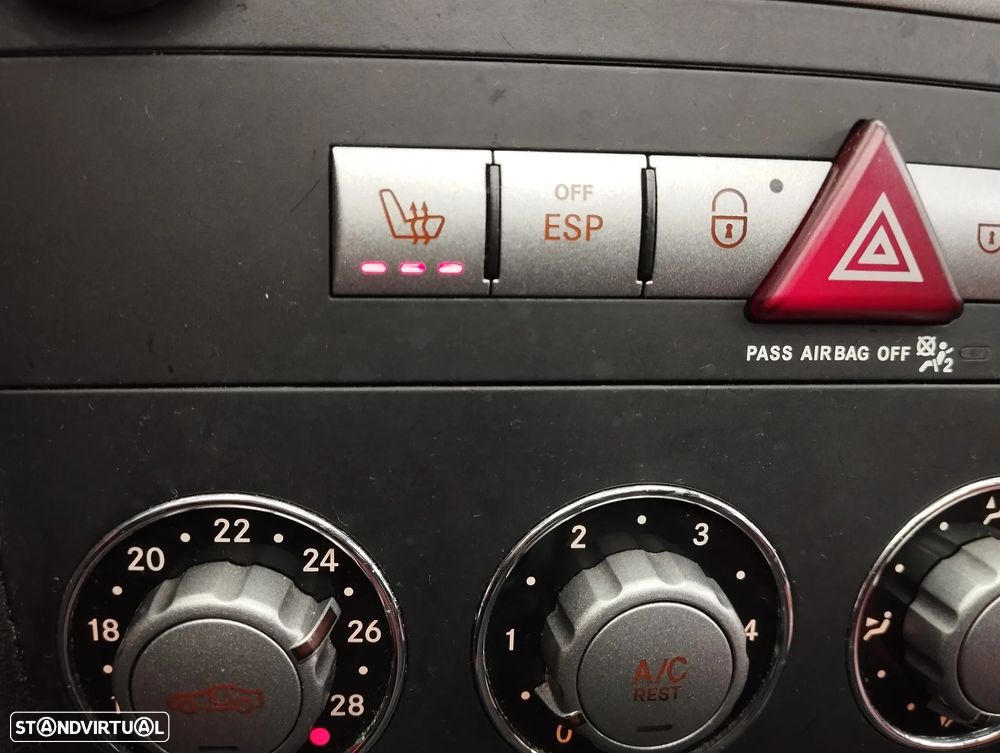 OFF
ESP
PASS AIRBAG OFF
2
18 20 22 24 26 28
0 1 2 3 4
A/C
REST
STANDVIRTUAL